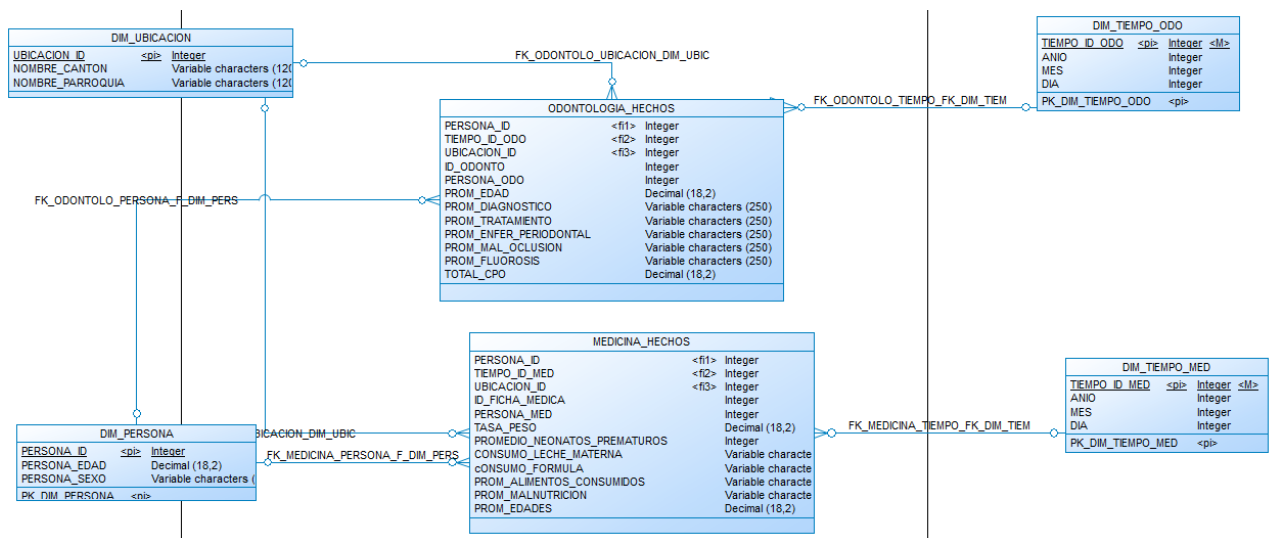 DIM_UBICACION
UBICACION_ID <pi> Integer
NOMBRE_CANTON Variable characters (120
NOMBRE_PARROQUIA Variable characters (120
FK_ODONTOLO_UBICACION_DIM_UBIC
DIM_TIEMPO_ODO
TIEMPO_ID_ODO <pi> Integer <M>
ANIO Integer
MES Integer
DIA Integer
PK_DIM_TIEMPO_ODO <pi>
FK_ODONTOLO_TIEMPO_FK_DIM_TIEM
ODONTOLOGIA_HECHOS
PERSONA_ID <fi1> Integer
TIEMPO_ID_ODO <fi2> Integer
UBICACION_ID <fi3> Integer
ID_ODONTO Integer
PERSONA_ODO Integer
PROM_EDAD Decimal (18,2)
PROM_DIAGNOSTICO Variable characters (250)
PROM_TRATAMIENTO Variable characters (250)
PROM_ENFER_PERIODONTAL Variable characters (250)
PROM_MAL_OCLUSION Variable characters (250)
PROM_FLUOROSIS Variable characters (250)
TOTAL_CPO Decimal (18,2)
FK_ODONTOLO_PERSONA_F_DIM_PERS
MEDICINA_HECHOS
PERSONA_ID <fi1> Integer
TIEMPO_ID_MED <fi2> Integer
UBICACION_ID <fi3> Integer
ID_FICHA_MEDICA Integer
PERSONA_MED Integer
TASA_PESO Decimal (18,2)
PROMEDIO_NEONATOS_PREMATUROS Integer
CONSUMO_LECHE_MATERNA Variable characte
cONSUMO_FORMULA Variable characte
PROM_ALIMENTOS_CONSUMIDOS Variable characte
PROM_MALNUTRICION Variable characte
PROM_EDADES Decimal (18,2)
DIM_TIEMPO_MED
TIEMPO_ID_MED <pi> Integer <M>
ANIO Integer
MES Integer
DIA Integer
PK_DIM_TIEMPO_MED <pi>
FK_MEDICINA_TIEMPO_FK_DIM_TIEM
DIM_PERSONA
PERSONA_ID <pi> Integer
PERSONA_EDAD Decimal (18,2)
PERSONA_SEXO Variable characters (
PK_DIM_PERSONA <pi>
BICACION_DIM_UBIC
FK_MEDICINA_PERSONA_F_DIM_PERS